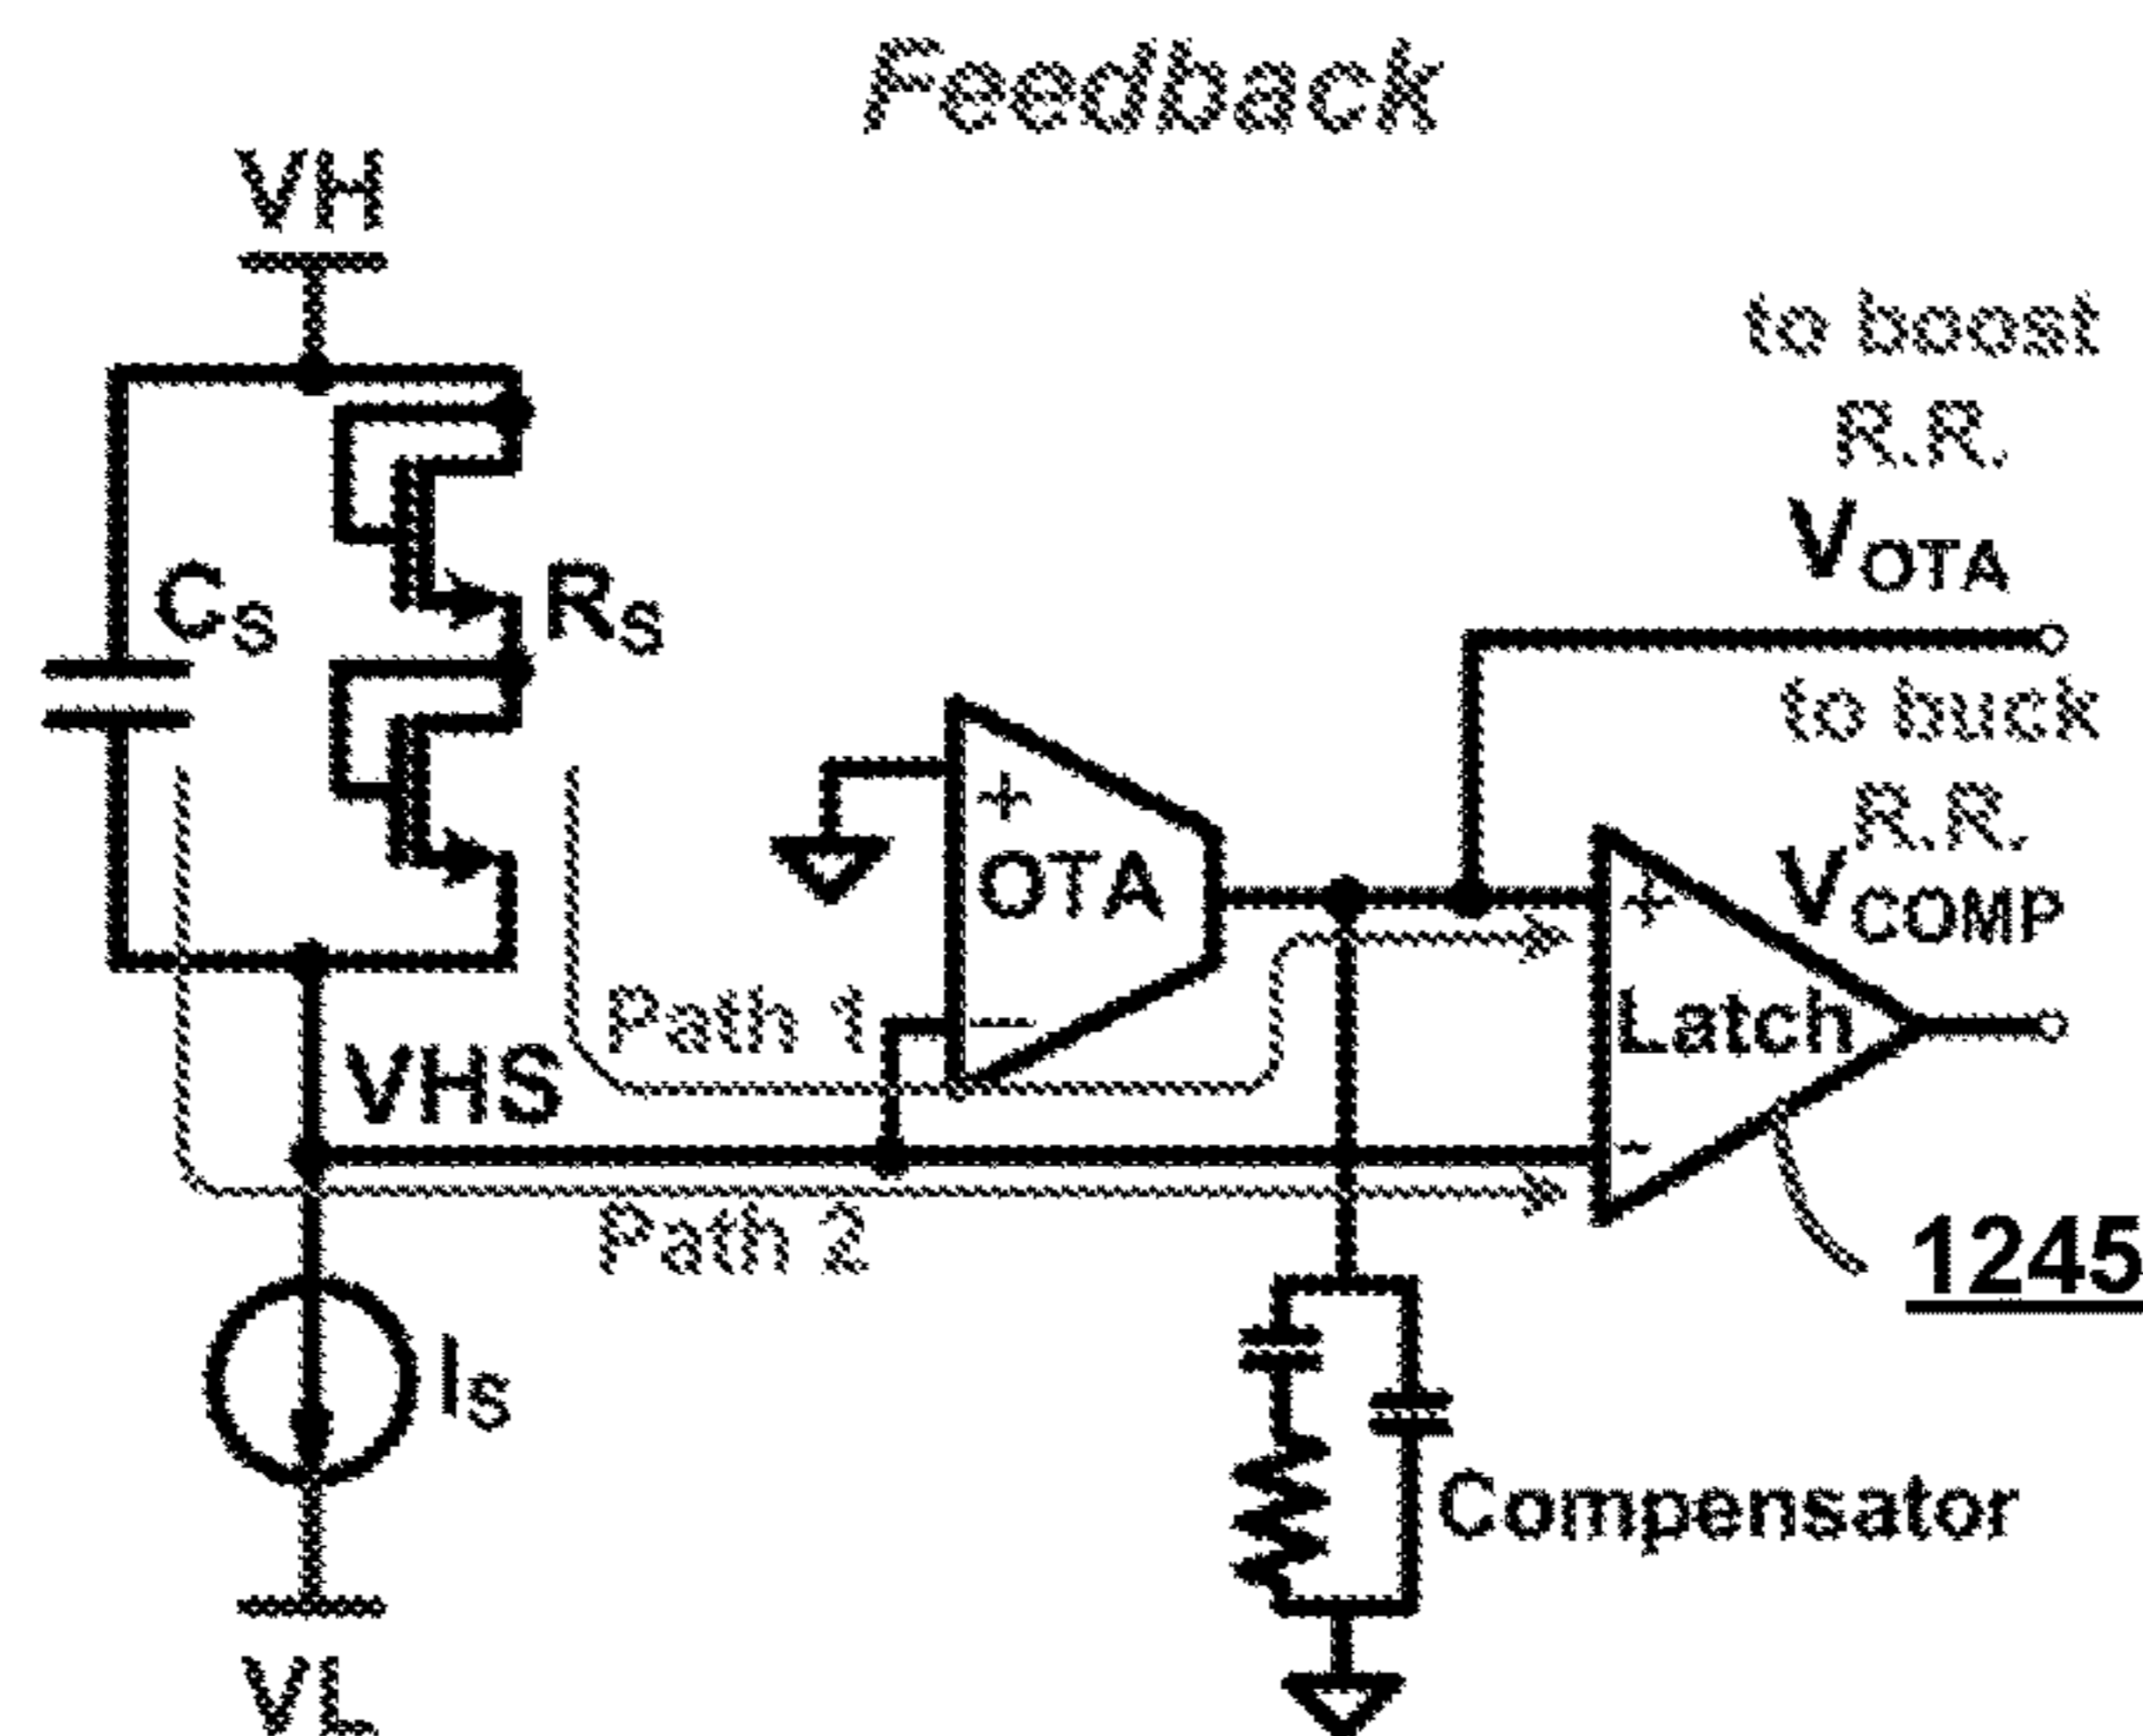 Feedback
VH
to boost
R.R.
VOTA
CS
RS
to buck
R.R.
VCOMP
+
OTA
+
Path 1
-
Latch
VHS
-
Path 2
1245
IS
Compensator
VL